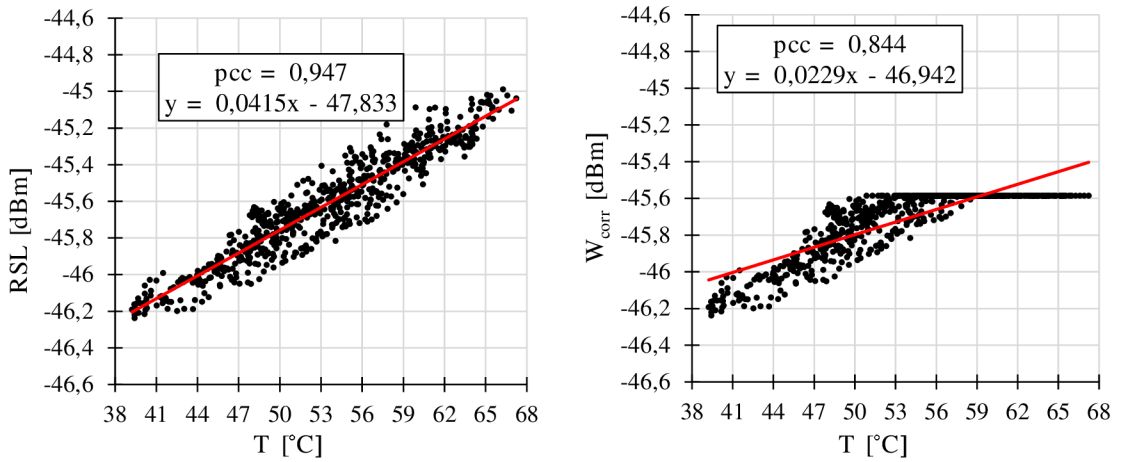 -44,6
-44,8
-45
-45,2
-45,4
-45,6
-45,8
-46
-46,2
-46,4
-46,6
RSL [dBm]
pcc = 0,947
y = 0,0415x - 47,833
38 41 44 47 50 53 56 59 62 65 68
T [°C]
-44,6
-44,8
-45
-45,2
-45,4
-45,6
-45,8
-46
-46,2
-46,4
-46,6
Wcorr [dBm]
pcc = 0,844
y = 0,0229x - 46,942
38 41 44 47 50 53 56 59 62 65 68
T [°C]